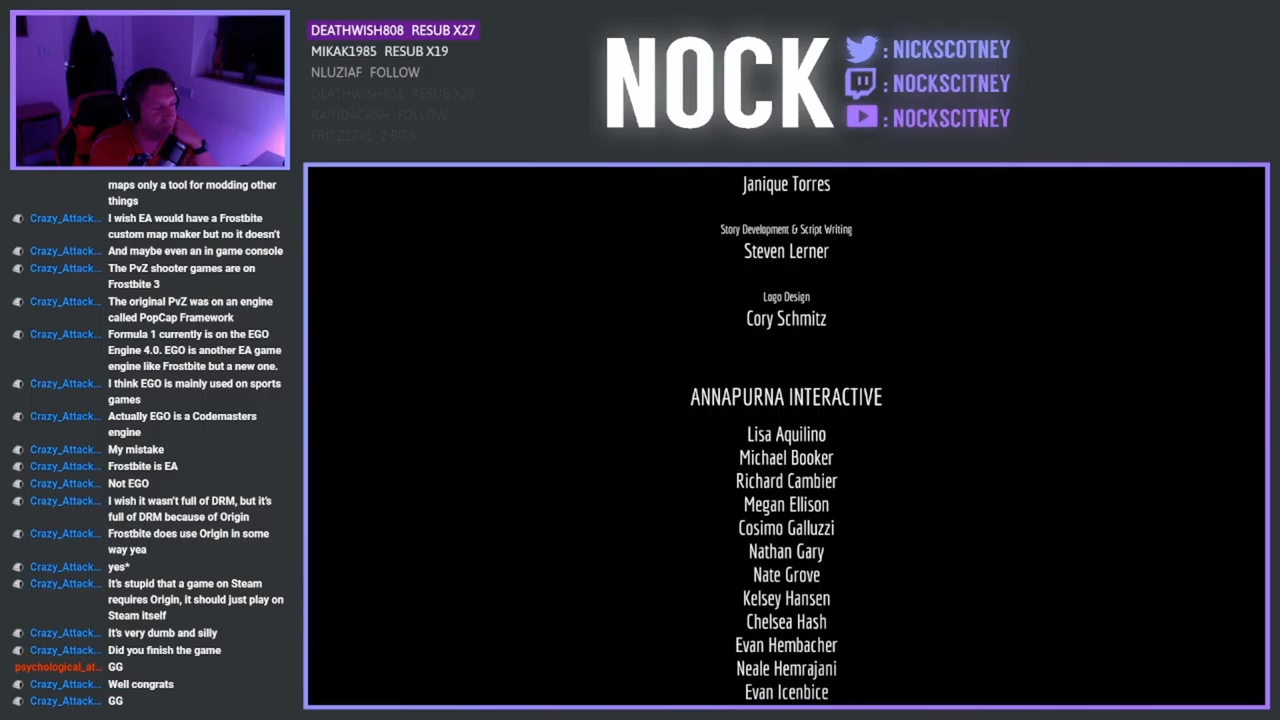 DEATHWISH808 RESUB X27
MIKAK1985 RESUB X19
NLUZIAF FOLLOW
DEATHWISH808 RESUB X26
RAINDACASH FOLLOW
FRITZ1791 2 BITS
NOCK
: NICKSCOTNEY
: NOCKSCITNEY
: NOCKSCITNEY
maps only a tool for modding other
things
Crazy_Attack... I wish EA would have a Frostbite
custom map maker but no it doesn't
Crazy_Attack... And maybe even an in game console
Crazy_Attack... The PvZ shooter games are on
Frostbite 3
Crazy_Attack... The original PvZ was on an engine
called PopCap Framework
Crazy_Attack... Formula 1 currently is on the EGO
Engine 4.0. EGO is another EA game
engine like Frostbite but a new one.
Crazy_Attack... I think EGO is mainly used on sports
games
Crazy_Attack... Actually EGO is a Codemasters
engine
Crazy_Attack... My mistake
Crazy_Attack... Frostbite is EA
Crazy_Attack... Not EGO
Crazy_Attack... I wish it wasn't full of DRM, but it's
full of DRM because of Origin
Crazy_Attack... Frostbite does use Origin in some
way yea
Crazy_Attack... yes*
Crazy_Attack... It's stupid that a game on Steam
requires Origin, it should just play on
Steam itself
Crazy_Attack... It's very dumb and silly
Crazy_Attack... Did you finish the game
psychological_at... GG
Crazy_Attack... Well congrats
Crazy_Attack... GG
Janique Torres
Story Development & Script Writing
Steven Lerner
Logo Design
Cory Schmitz
ANNAPURNA INTERACTIVE
Lisa Aquilino
Michael Booker
Richard Cambier
Megan Ellison
Cosimo Galluzzi
Nathan Gary
Nate Grove
Kelsey Hansen
Chelsea Hash
Evan Hembacher
Neale Hemrajani
Evan Icenbice